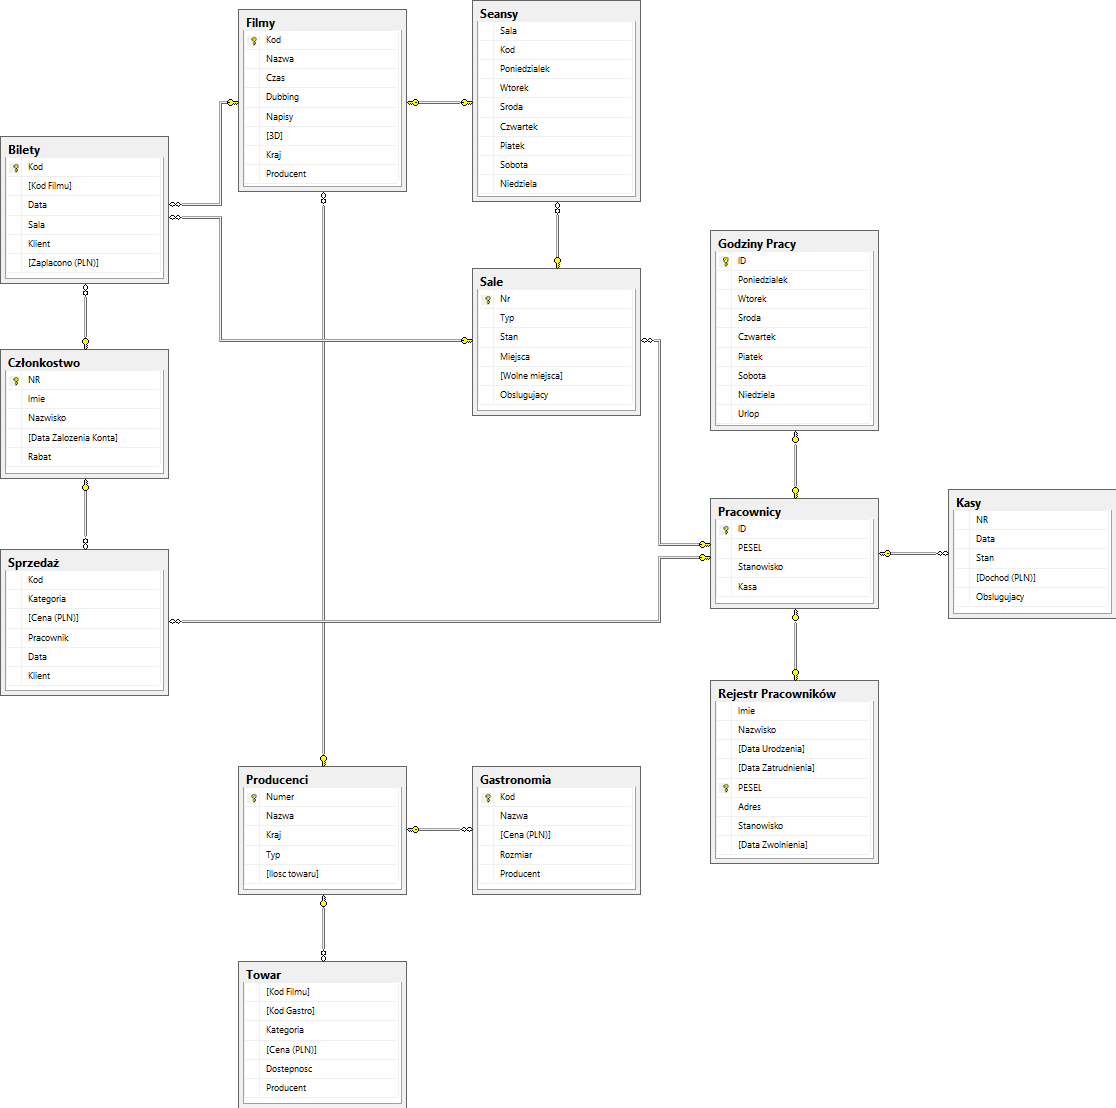 Filmy
Kod
Nazwa
Czas
Dubbing
Napisy
[3D]
Kraj
Producent
Seansy
Sala
Kod
Poniedzialek
Wtorek
Sroda
Czwartek
Piatek
Sobota
Niedziela
Bilety
Kod
[Kod Filmu]
Data
Sala
Klient
[Zaplacono (PLN)]
Godziny Pracy
ID
Poniedzialek
Wtorek
Sroda
Czwartek
Piatek
Sobota
Niedziela
Urlop
Sale
Nr
Typ
Stan
Miejsca
[Wolne miejsca]
Obslugujacy
Członkostwo
NR
Imie
Nazwisko
[Data Zalozenia Konta]
Rabat
Pracownicy
ID
PESEL
Stanowisko
Kasa
Kasy
NR
Data
Stan
[Dochod (PLN)]
Obslugujacy
Sprzedaż
Kod
Kategoria
[Cena (PLN)]
Pracownik
Data
Klient
Rejestr Pracowników
Imie
Nazwisko
[Data Urodzenia]
[Data Zatrudnienia]
PESEL
Adres
Stanowisko
[Data Zwolnienia]
Producenci
Numer
Nazwa
Kraj
Typ
[Ilosc towaru]
Gastronomia
Kod
Nazwa
[Cena (PLN)]
Rozmiar
Producent
Towar
[Kod Filmu]
[Kod Gastro]
Kategoria
[Cena (PLN)]
Dostepnosc
Producent